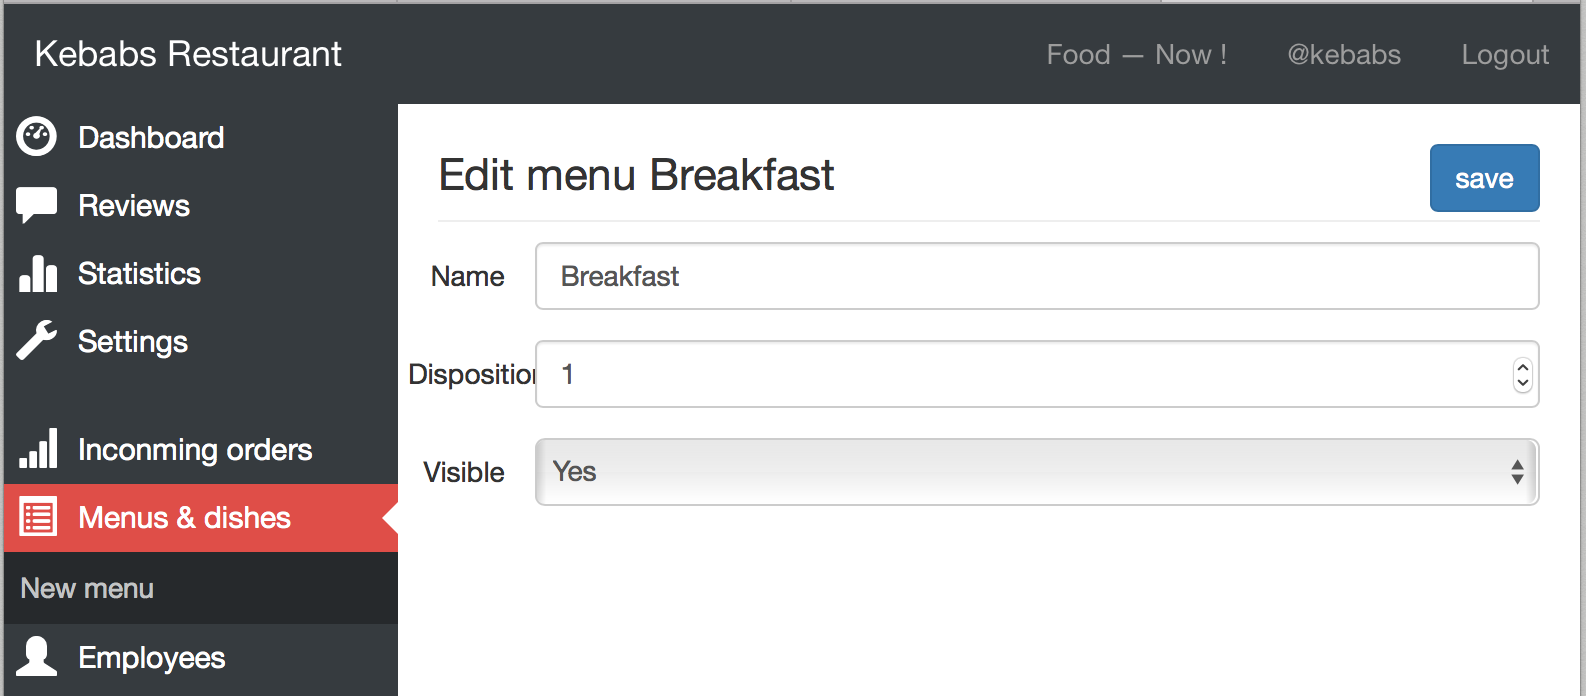 Kebabs Restaurant
Food — Now !
@kebabs
Logout
Dashboard
Reviews
Statistics
Settings
Inconming orders
Menus & dishes
New menu
Employees
Edit menu Breakfast
save
Name
Breakfast
Disposition
1
Visible
Yes